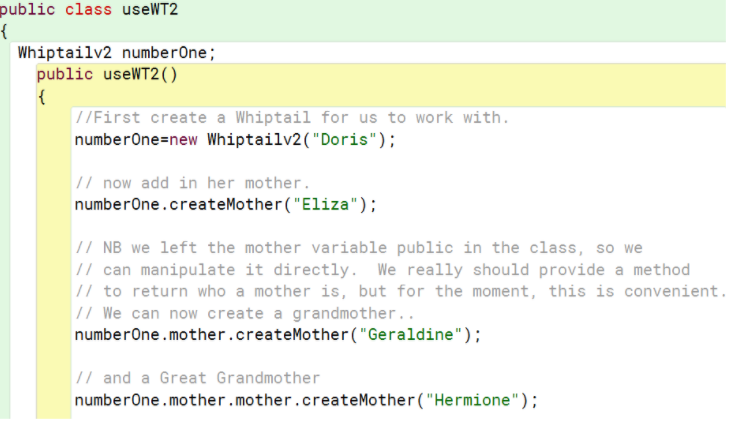 public class useWT2
{
Whiptailv2 numberOne;
public useWT2()
{
//First create a Whiptail for us to work with.
numberOne=new Whiptailv2("Doris");
// now add in her mother.
numberOne.createMother("Eliza");
// NB we left the mother variable public in the class, so we
// can manipulate it directly.  We really should provide a method
// to return who a mother is, but for the moment, this is convenient.
// We can now create a grandmother..
numberOne.mother.createMother("Geraldine");
// and a Great Grandmother
numberOne.mother.mother.createMother("Hermione");